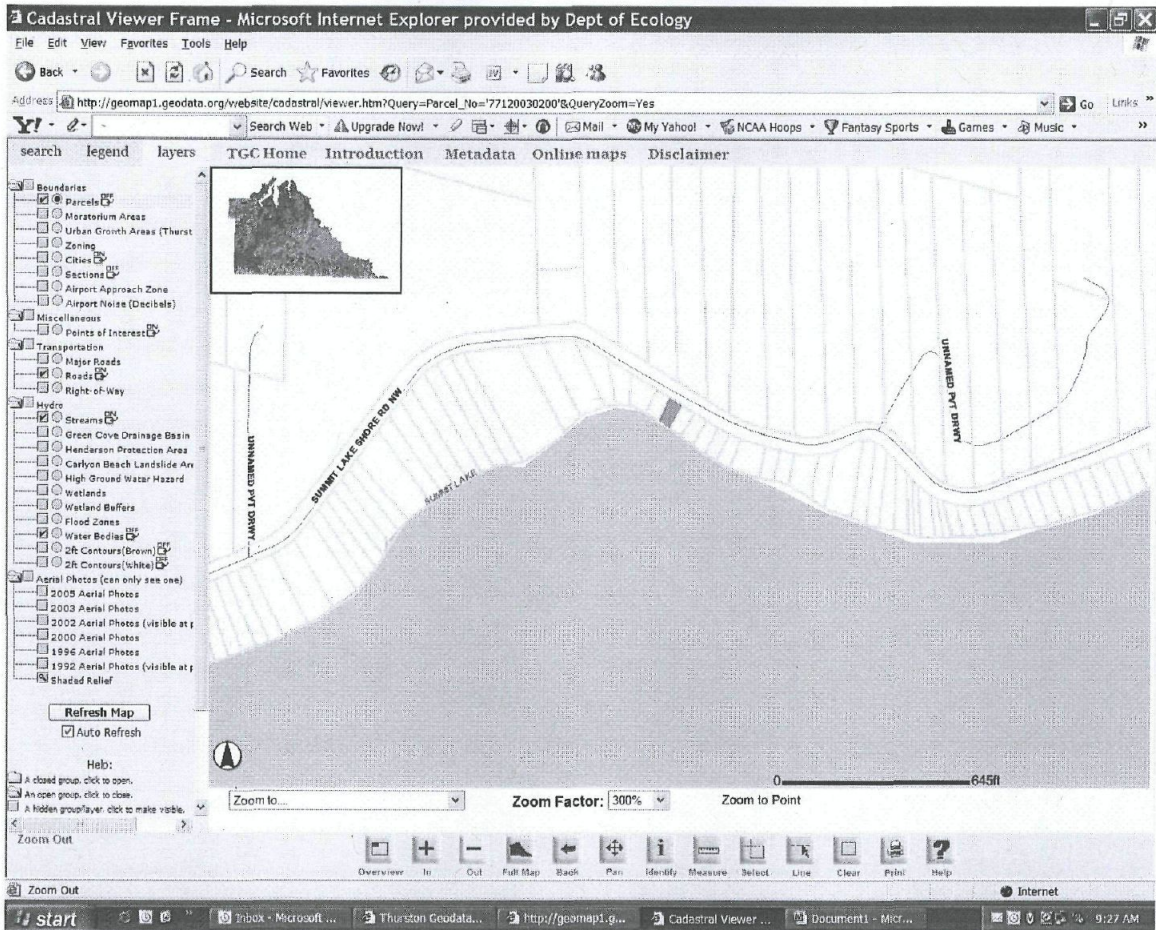 Cadastral Viewer Frame - Microsoft Internet Explorer provided by Dept of Ecology
File Edit View Favorites Tools Help
Back Search Favorites
Address http://geomap1.geodata.org/website/cadastral/viewer.htm?Query=Parcel_No='77120030200'&QueryZoom=Yes Go Links »
Y! Search Web Upgrade Now! Mail My Yahoo! NCAA Hoops Fantasy Sports Games Music »
search legend layers TGC Home Introduction Metadata Online maps Disclaimer
Boundaries
Parcels OFF
Moratorium Areas
Urban Growth Areas (Thurst
Zoning
Cities ON
Sections OFF
Airport Approach Zone
Airport Noise (Decibels)
Miscellaneous
Points of Interest ON
Transportation
Major Roads
Roads ON
Right-of-Way
Hydro
Streams ON
Green Cove Drainage Basin
Henderson Protection Area
Carlyon Beach Landslide Are
High Ground Water Hazard
Wetlands
Wetland Buffers
Flood Zones
Water Bodies OFF
2ft Contours(Brown) OFF
2ft Contours(White) OFF
Aerial Photos (can only see one)
2005 Aerial Photos
2003 Aerial Photos
2002 Aerial Photos (visible at p
2000 Aerial Photos
1996 Aerial Photos
1992 Aerial Photos (visible at p
Shaded Relief
Refresh Map
Auto Refresh
Help:
A closed group, click to open.
An open group, click to close.
A hidden group/layer, click to make visible.
Zoom Out
UNNAMED PVT DRWY
SUMMIT LAKE SHORE RD NW
SUMMIT LAKE
UNNAMED PVT DRWY
0 645ft
Zoom to.... Zoom Factor: 300% Zoom to Point
Overview In Out Full Map Back Pan Identify Measure Select Line Clear Print Help
Zoom Out Internet
start Inbox - Microsoft ... Thurston Geodata... http://geomap1.g... Cadastral Viewer ... Document1 - Micr... 9:27 AM